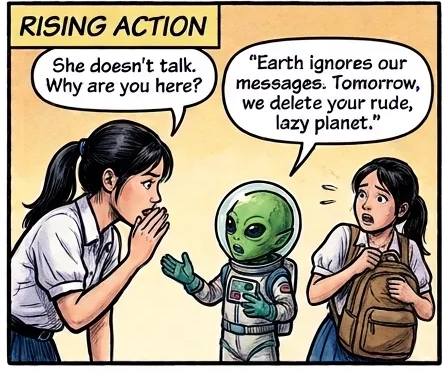 RISING ACTION
She doesn't talk.
Why are you here?
"Earth ignores our
messages. Tomorrow,
we delete your rude,
lazy planet."